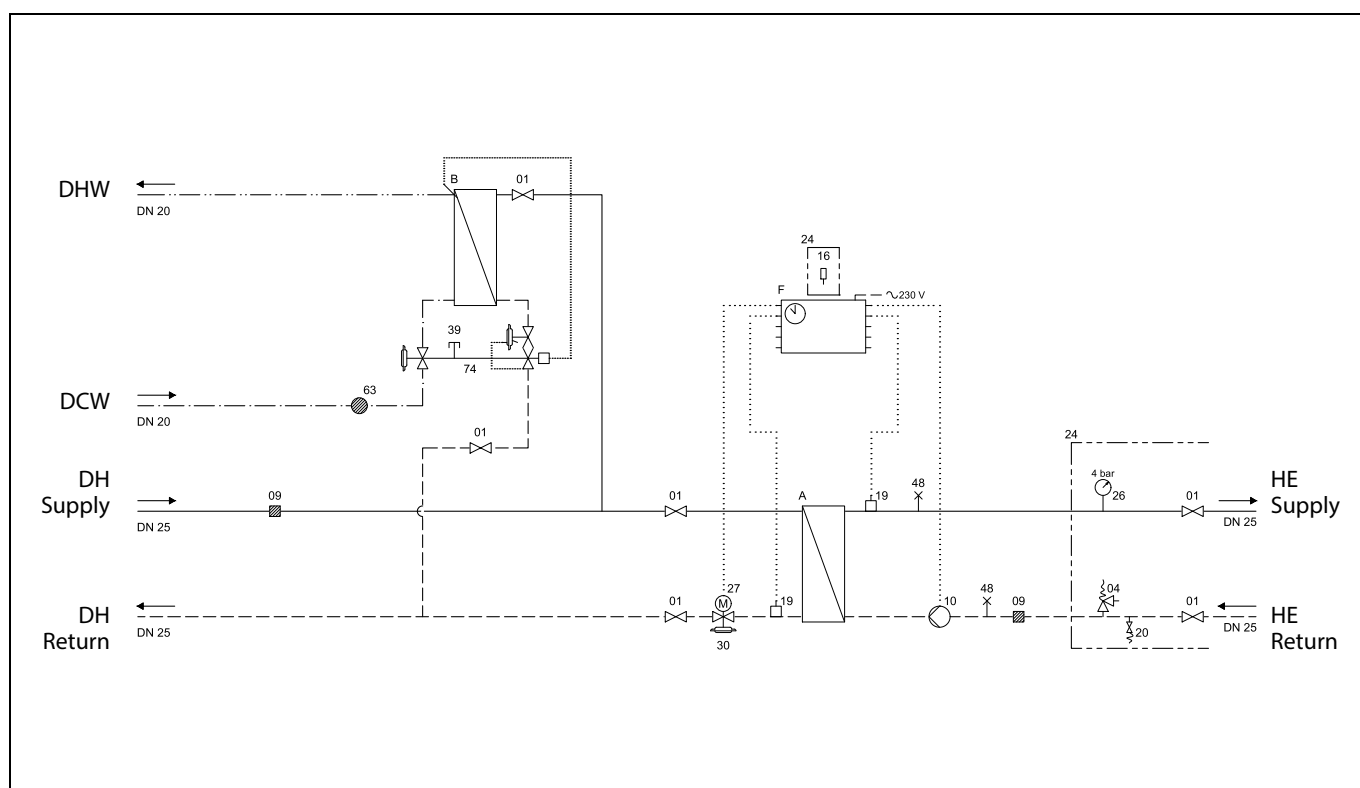 B
01
DHW
DN 20
24
16
F
230 V
39
74
63
DCW
DN 20
01
24
DH
Supply
09
01
A
19
48
4 bar
26
01
HE
Supply
DN 25
DN 25
27
M
01
19
10
48
09
04
01
DH
Return
DN 25
30
20
DN 25
HE
Return